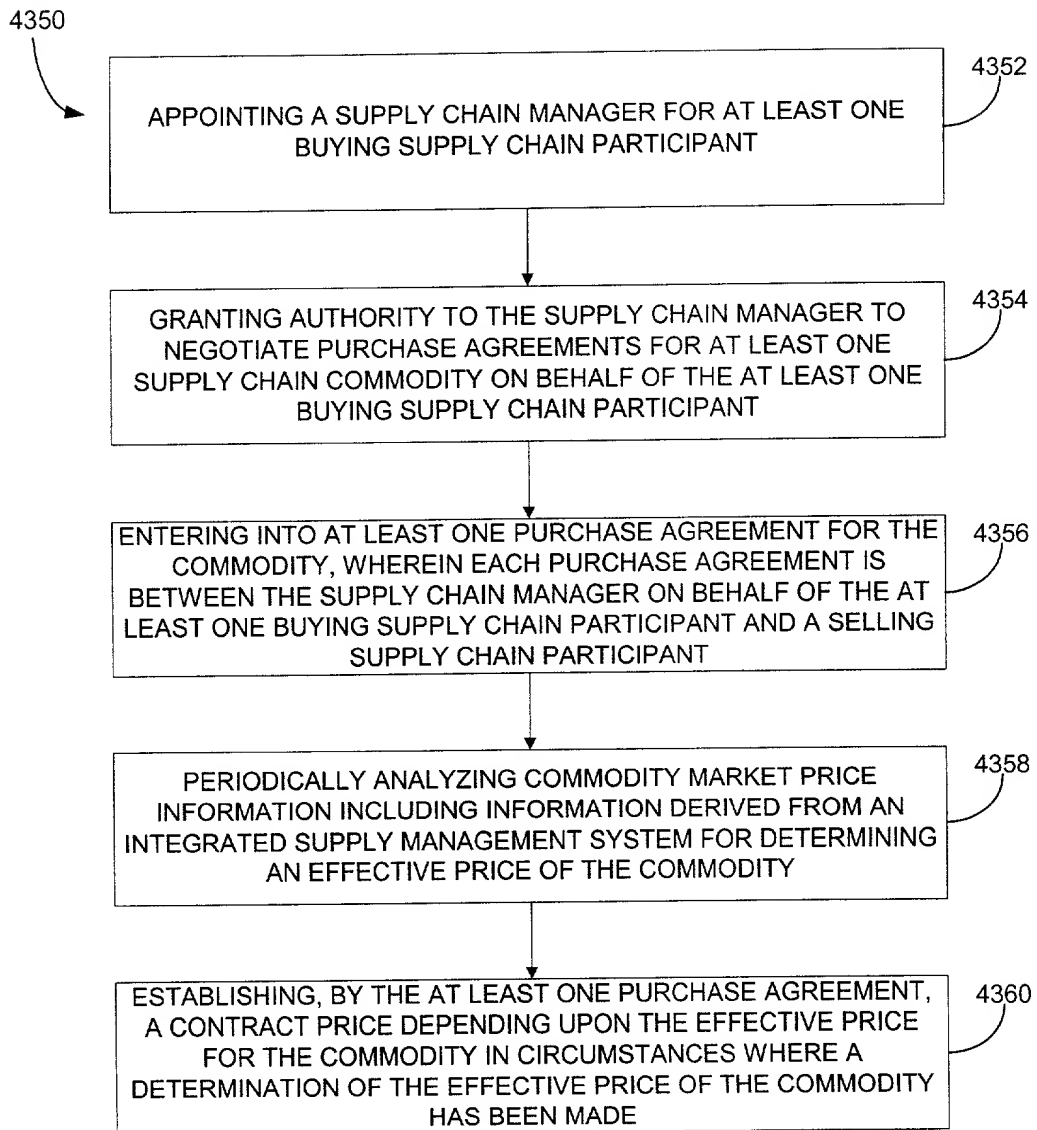 4350
4352
APPOINTING A SUPPLY CHAIN MANAGER FOR AT LEAST ONE
BUYING SUPPLY CHAIN PARTICIPANT
4354
GRANTING AUTHORITY TO THE SUPPLY CHAIN MANAGER TO
NEGOTIATE PURCHASE AGREEMENTS FOR AT LEAST ONE
SUPPLY CHAIN COMMODITY ON BEHALF OF THE AT LEAST ONE
BUYING SUPPLY CHAIN PARTICIPANT
4356
ENTERING INTO AT LEAST ONE PURCHASE AGREEMENT FOR THE
COMMODITY, WHEREIN EACH PURCHASE AGREEMENT IS
BETWEEN THE SUPPLY CHAIN MANAGER ON BEHALF OF THE AT
LEAST ONE BUYING SUPPLY CHAIN PARTICIPANT AND A SELLING
SUPPLY CHAIN PARTICIPANT
4358
PERIODICALLY ANALYZING COMMODITY MARKET PRICE
INFORMATION INCLUDING INFORMATION DERIVED FROM AN
INTEGRATED SUPPLY MANAGEMENT SYSTEM FOR DETERMINING
AN EFFECTIVE PRICE OF THE COMMODITY
4360
ESTABLISHING, BY THE AT LEAST ONE PURCHASE AGREEMENT,
A CONTRACT PRICE DEPENDING UPON THE EFFECTIVE PRICE
FOR THE COMMODITY IN CIRCUMSTANCES WHERE A
DETERMINATION OF THE EFFECTIVE PRICE OF THE COMMODITY
HAS BEEN MADE